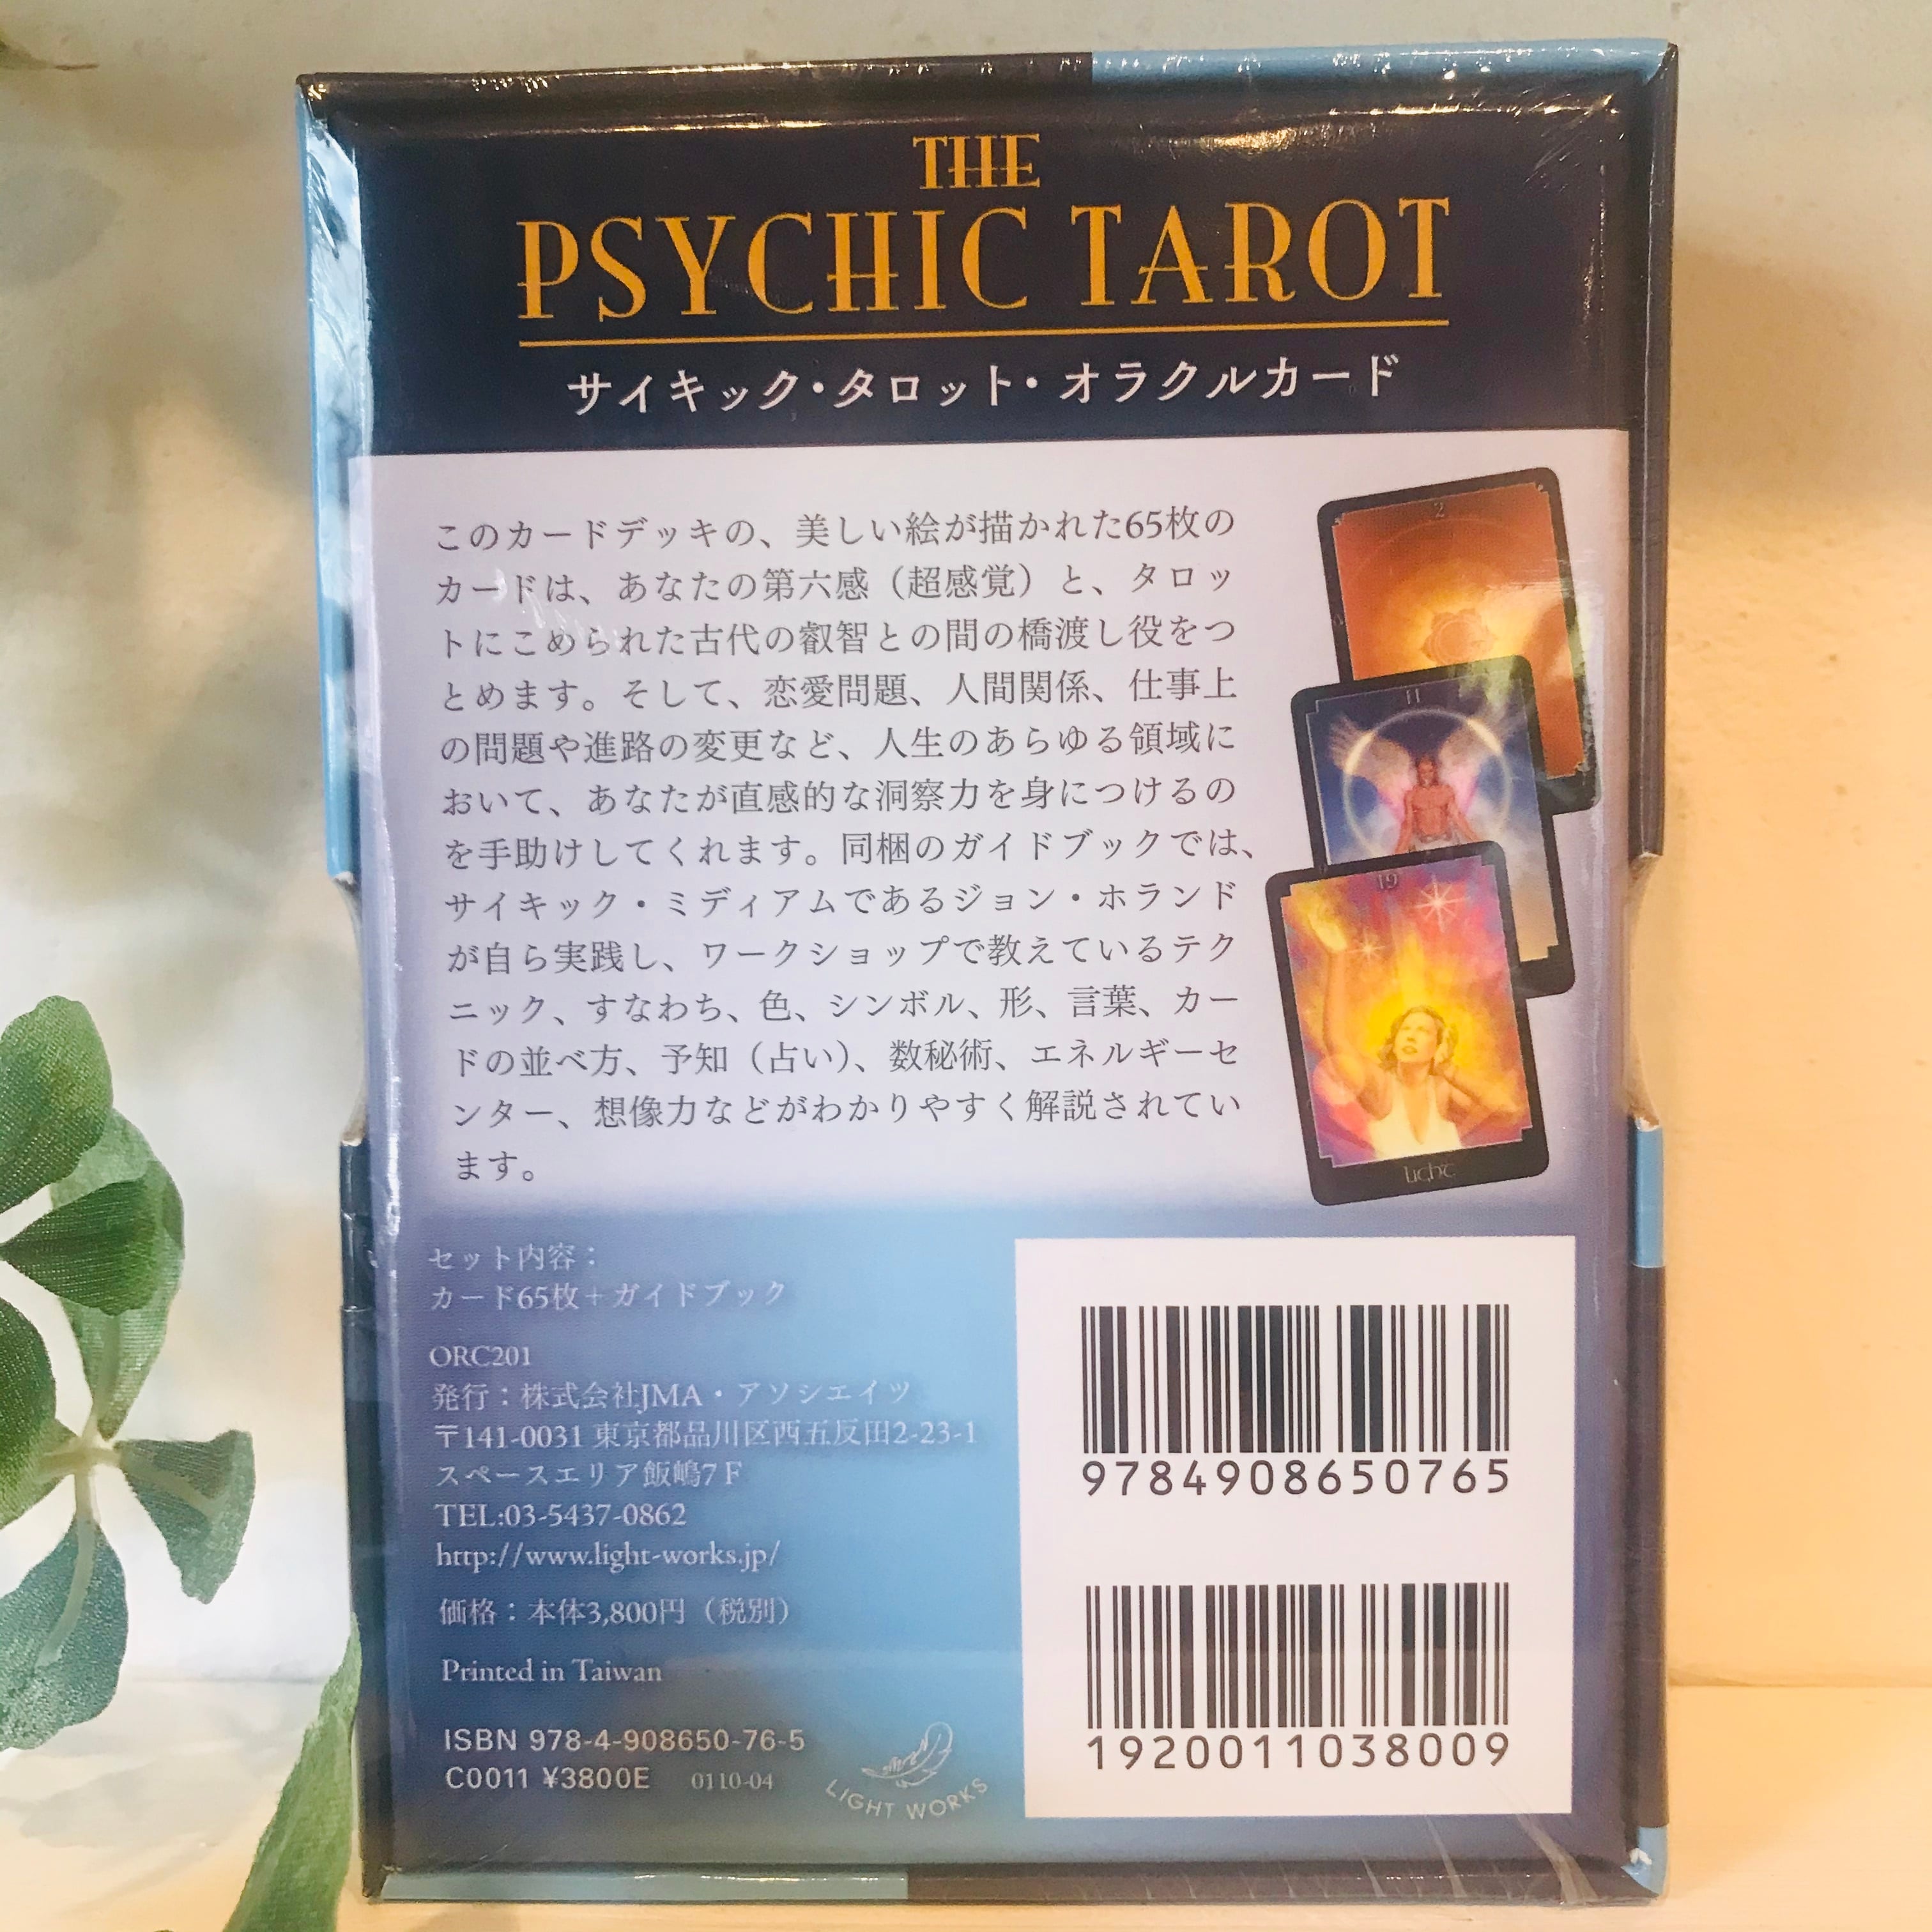 THE
PSYCHIC TAROT
サイキック・タロット・オラクルカード
このカードデッキの、美しい絵が描かれた65枚の
カードは、あなたの第六感（超感覚）と、タロッ
トにこめられた古代の叡智との間の橋渡し役をつ
とめます。そして、恋愛問題、人間関係、仕事上
の問題や進路の変更など、人生のあらゆる領域に
おいて、あなたが直感的な洞察力を身につけるの
を手助けしてくれます。同梱のガイドブックでは、
サイキック・ミディアムであるジョン・ホランド
が自ら実践し、ワークショップで教えているテク
ニック、すなわち、色、シンボル、形、言葉、カー
ドの並べ方、予知（占い）、数秘術、エネルギーセ
ンター、想像力などがわかりやすく解説されてい
ます。
2
11
19
Light
セット内容：
カード65枚＋ガイドブック
ORC201
発行：株式会社JMA・アソシエイツ
〒141-0031 東京都品川区西五反田2-23-1
スペースエリア飯嶋7F
TEL:03-5437-0862
http://www.light-works.jp/
価格：本体3,800円（税別）
Printed in Taiwan
ISBN 978-4-908650-76-5
C0011 ¥3800E 0110-04
LIGHT WORKS
9784908650765
1920011038009